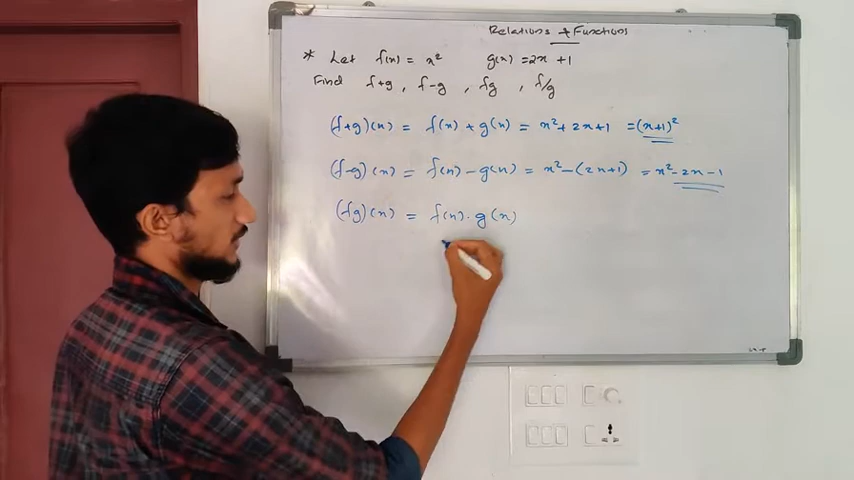 Relations & Functions
* Let f(x) = x² g(x) = 2x + 1
Find f+g , f-g , fg , f/g
(f+g)(x) = f(x) + g(x) = x² + 2x + 1 = (x+1)²
(f-g)(x) = f(x) - g(x) = x² - (2x+1) = x² - 2x - 1
(fg)(x) = f(x) . g(x)